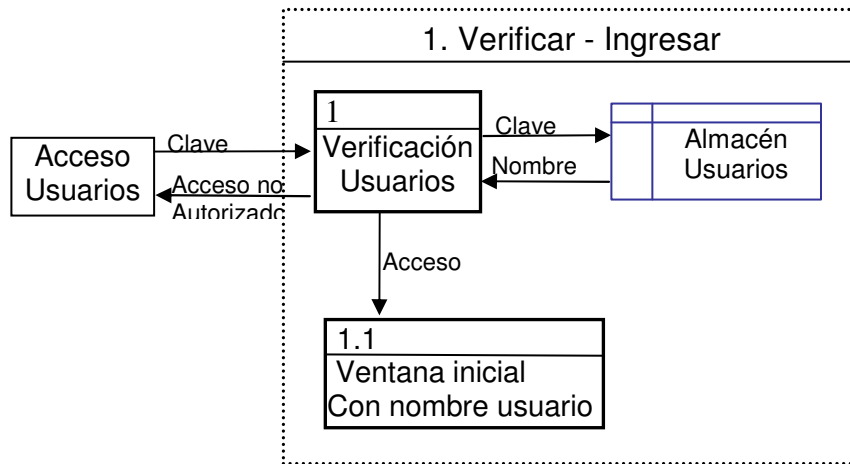 1. Verificar - Ingresar
Acceso
Usuarios
Clave
Acceso no
Autorizado
1
Verificación
Usuarios
Clave
Nombre
Almacén
Usuarios
Acceso
1.1
Ventana inicial
Con nombre usuario